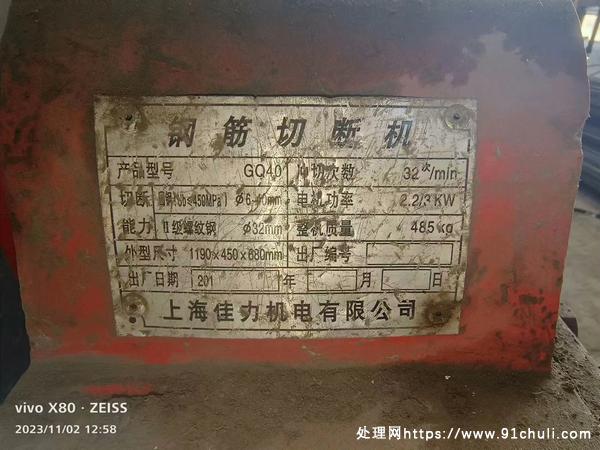 钢筋切断机
产品型号 GQ40 冲切次数 32次/min
切断 圆钢(σb≤450MPa) Φ6-40mm 电机功率 2.2/3KW
能力 Ⅱ级螺纹钢 Φ32mm 整机质量 485kg
外型尺寸 1190×450×680mm 出厂编号
出厂日期 201 年 月 日
上海佳力机电有限公司
vivo X80 · ZEISS
2023/11/02 12:58
处理网https://www.91chuli.com/